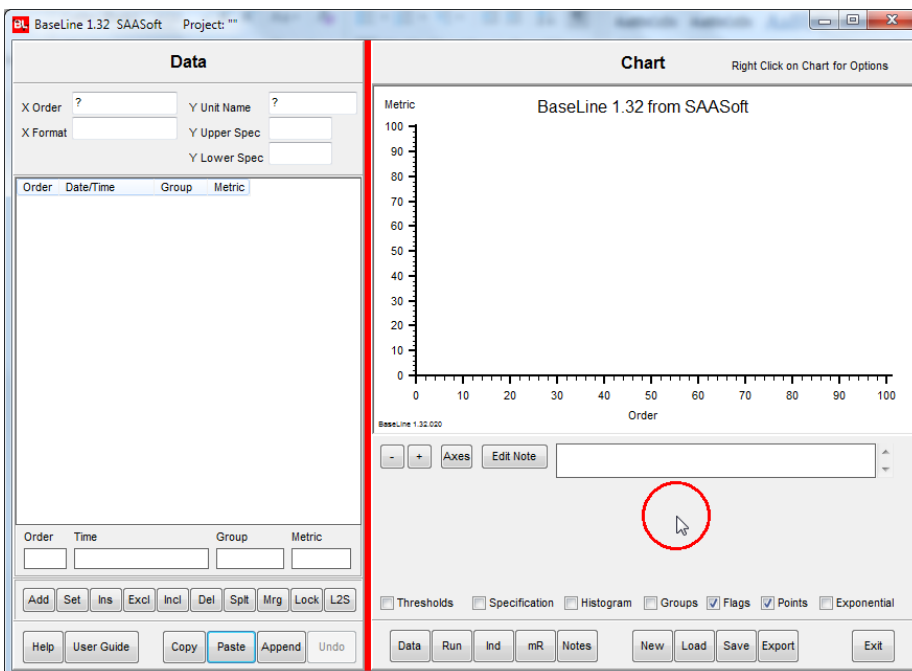 BL BaseLine 1.32 SAASoft Project: ""
Data
X Order ? Y Unit Name ?
X Format Y Upper Spec
Y Lower Spec
Order Date/Time Group Metric
Order Time Group Metric
Add Set Ins Excl Incl Del Splt Mrg Lock L2S
Help User Guide Copy Paste Append Undo
Chart Right Click on Chart for Options
Metric BaseLine 1.32 from SAASoft
100
90
80
70
60
50
40
30
20
10
0
0 10 20 30 40 50 60 70 80 90 100
Order
BaseLine 1.32.020
- + Axes Edit Note
Thresholds Specification Histogram Groups Flags Points Exponential
Data Run Ind mR Notes New Load Save Export Exit